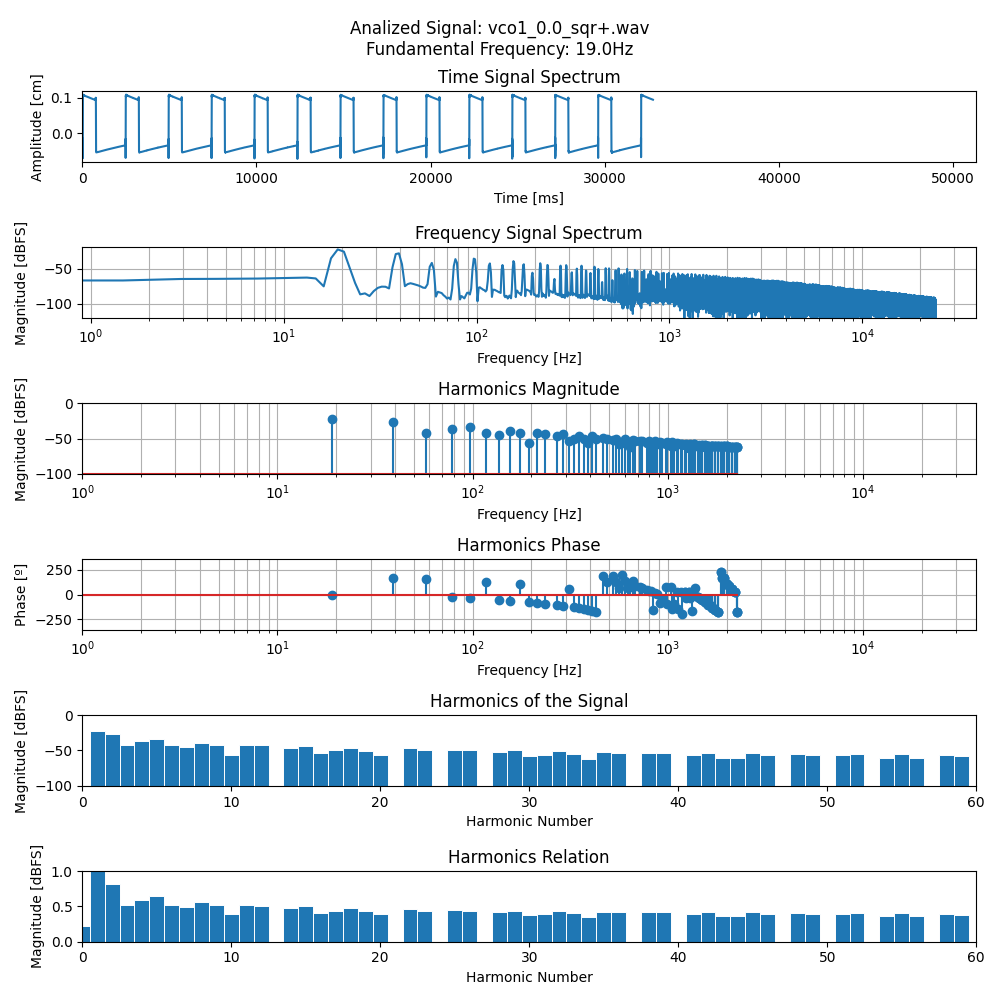 Analized Signal: vco1_0.0_sqr+.wav
Fundamental Frequency: 19.0Hz
Time Signal Spectrum
Amplitude [cm]
0.1
0.0
0 10000 20000 30000 40000 50000
Time [ms]
Frequency Signal Spectrum
Magnitude [dBFS]
−50
−100
10⁰ 10¹ 10² 10³ 10⁴
Frequency [Hz]
Harmonics Magnitude
Magnitude [dBFS]
0
−50
−100
10⁰ 10¹ 10² 10³ 10⁴
Frequency [Hz]
Harmonics Phase
Phase [º]
250
0
−250
10⁰ 10¹ 10² 10³ 10⁴
Frequency [Hz]
Harmonics of the Signal
Magnitude [dBFS]
0
−50
−100
0 10 20 30 40 50 60
Harmonic Number
Harmonics Relation
Magnitude [dBFS]
1.0
0.5
0.0
0 10 20 30 40 50 60
Harmonic Number